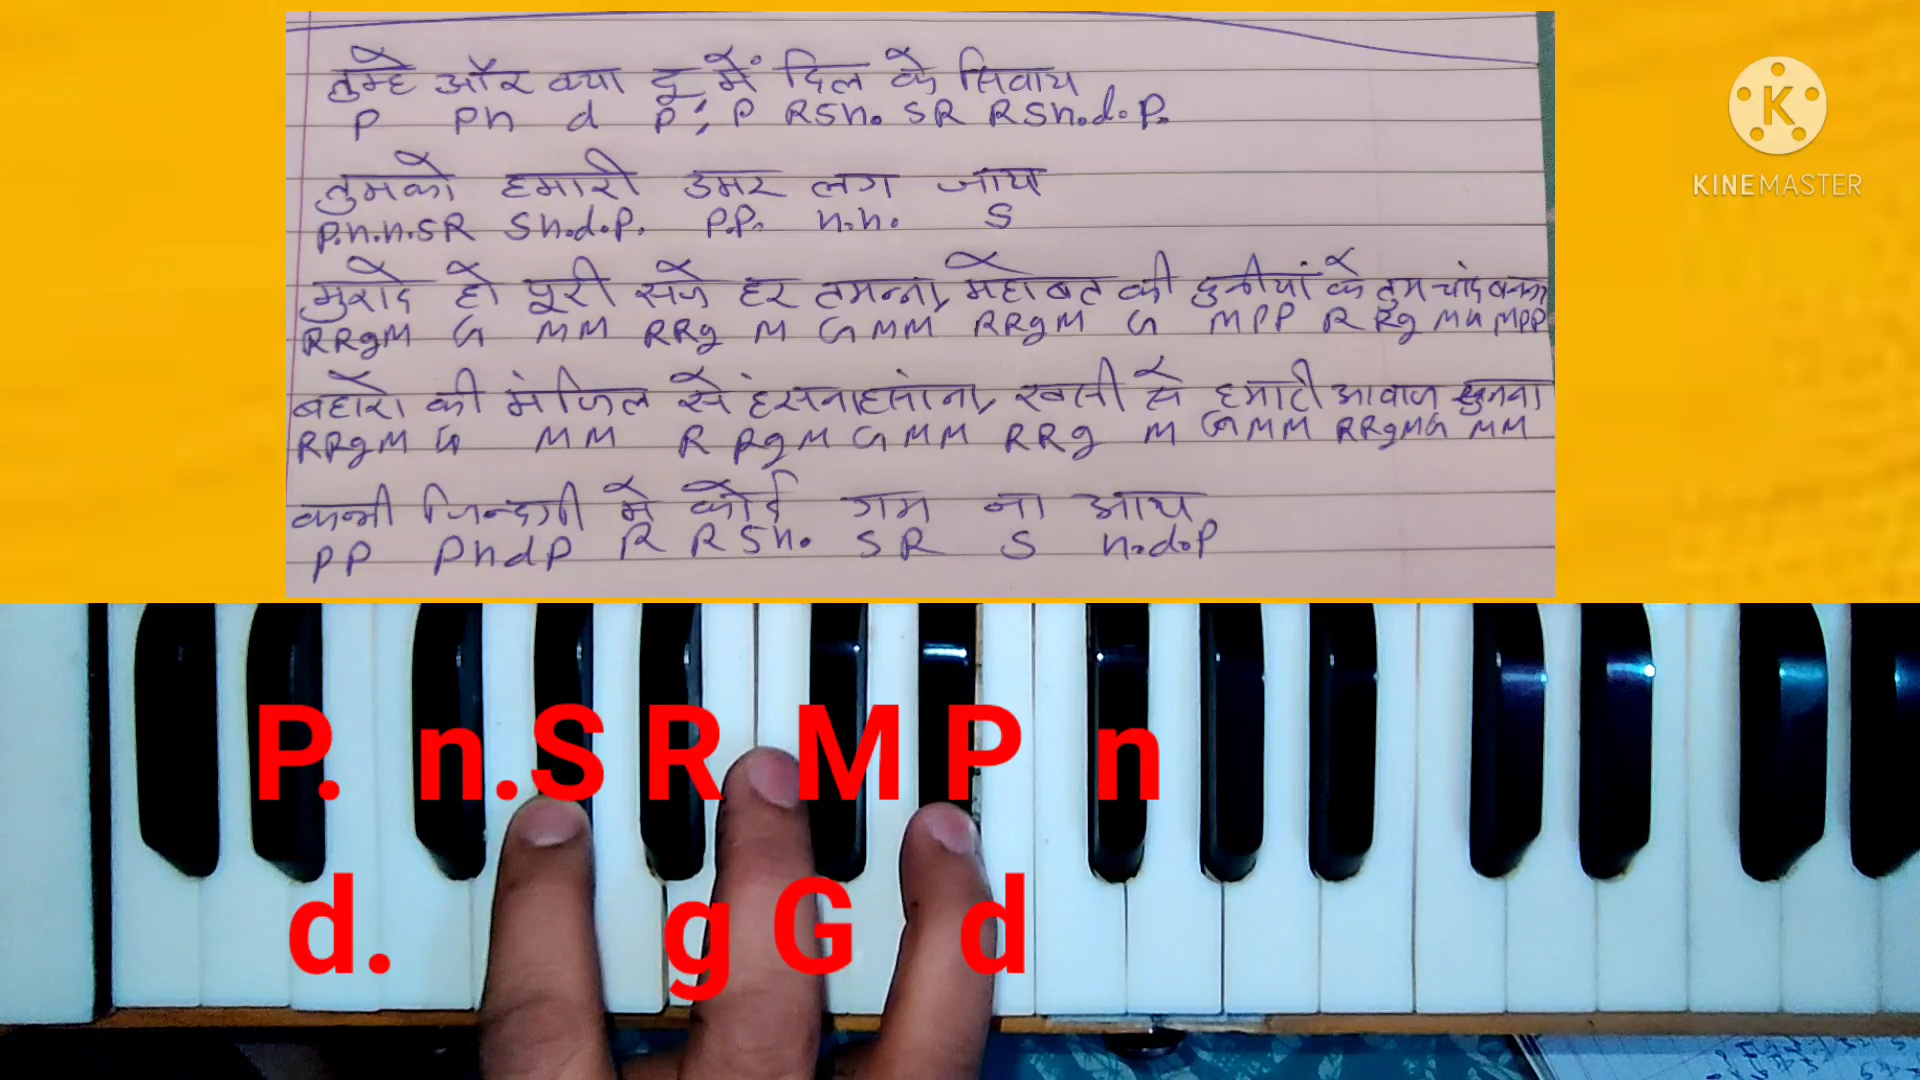 तुम्हे और क्या दू में दिल के सिवाय
P Pn d P; P RSn. SR RSn.d.P.
तुमको हमारी उमर लग जाय
P.n.n.SR Sn.d.P. P.P. n.n. S
मुरादे हो पूरी सजे हर तमन्ना, महोबत की दुनीयां के तुम चांद बनना
RRgM G MM RRg M GMM RRgM G MPP R Rg MG MPP
बहारो की मंजिल से हंसनाहसांना, खुसी से हमारी आवाज सुनना
RRgM G MM R RgM GMM RRg M GMM RRgMG MM
कभी जिन्दगी मे कोई गम ना आय
PP PndP R RSn. SR S n.d.P
KINEMASTER
P. n. S R M P n
d. g G d